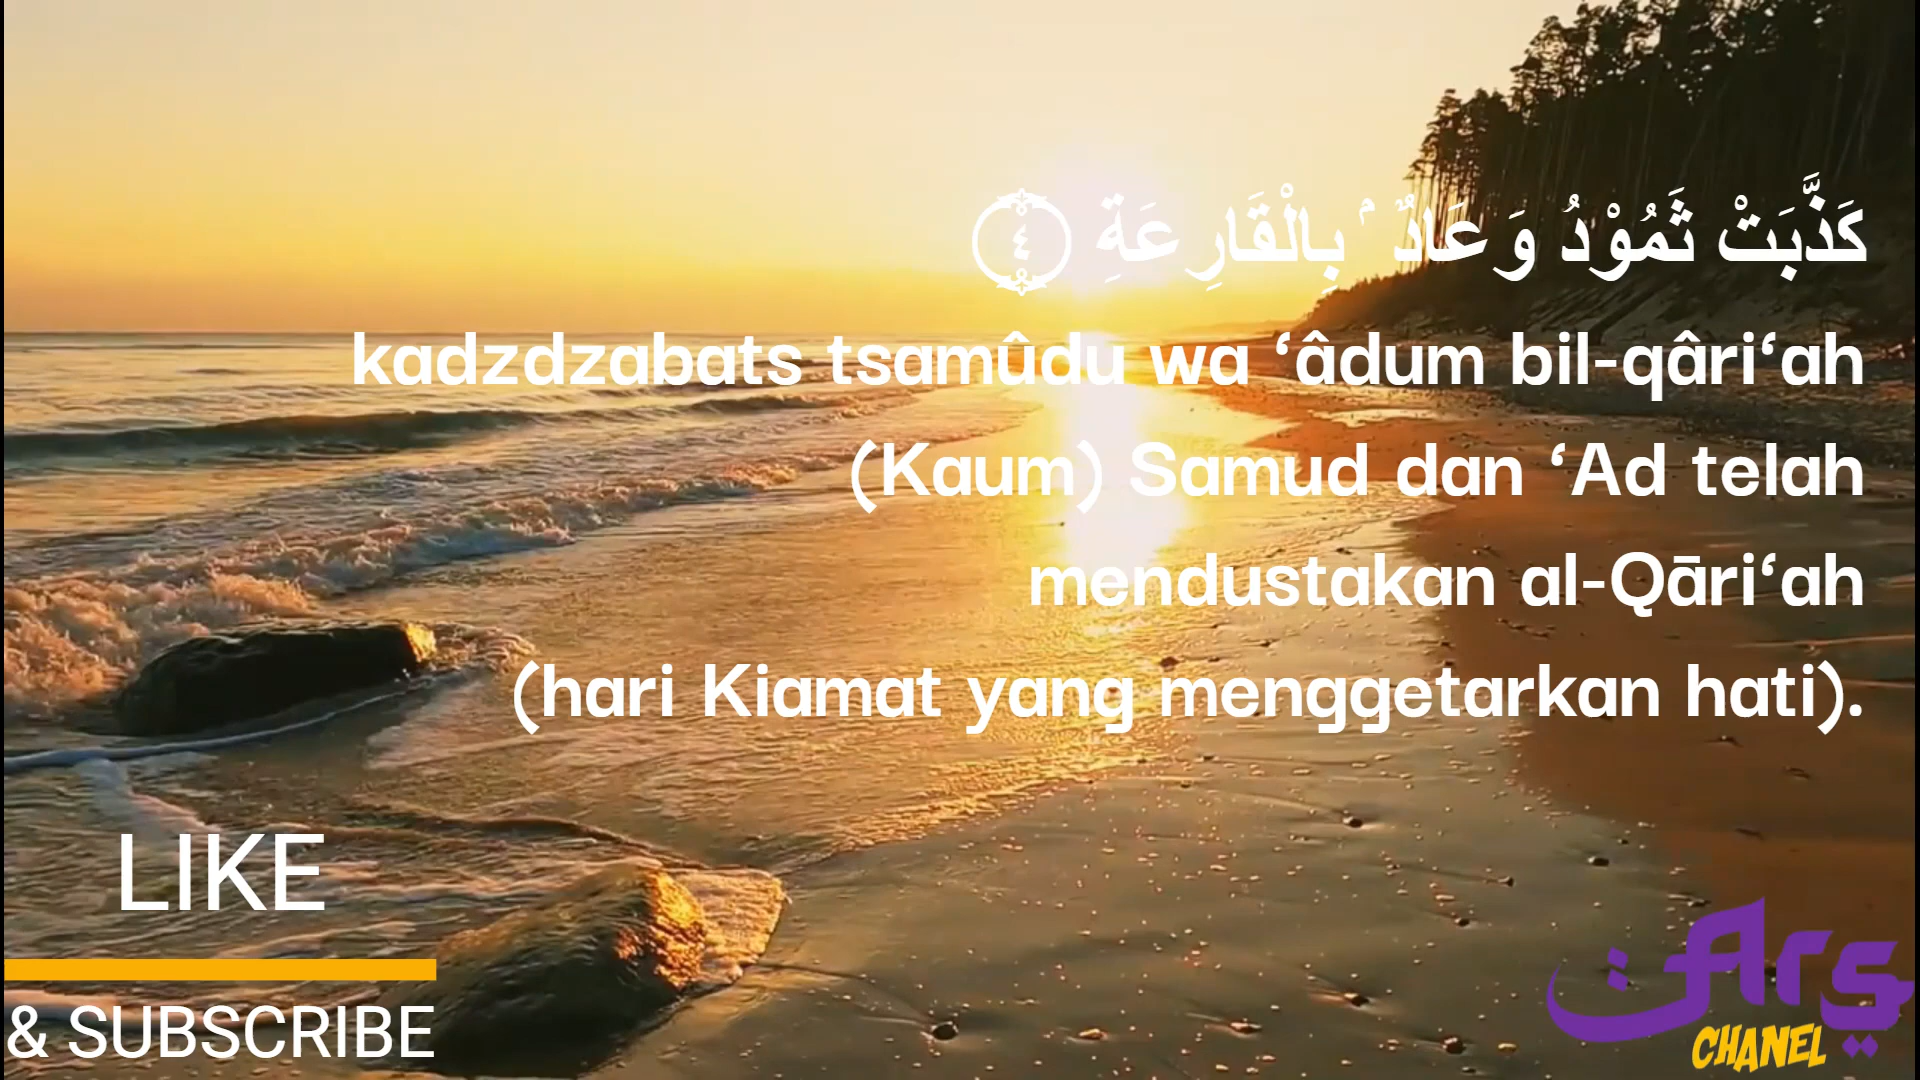 كَذَّبَتْ ثَمُوْدُ وَعَادٌ ۢ بِالْقَارِعَةِ ٤
kadzdzabats tsamûdu wa ‘âdum bil-qâri‘ah
(Kaum) Samud dan ‘Ad telah
mendustakan al-Qāri‘ah
(hari Kiamat yang menggetarkan hati).
LIKE
& SUBSCRIBE
Ars
CHANEL